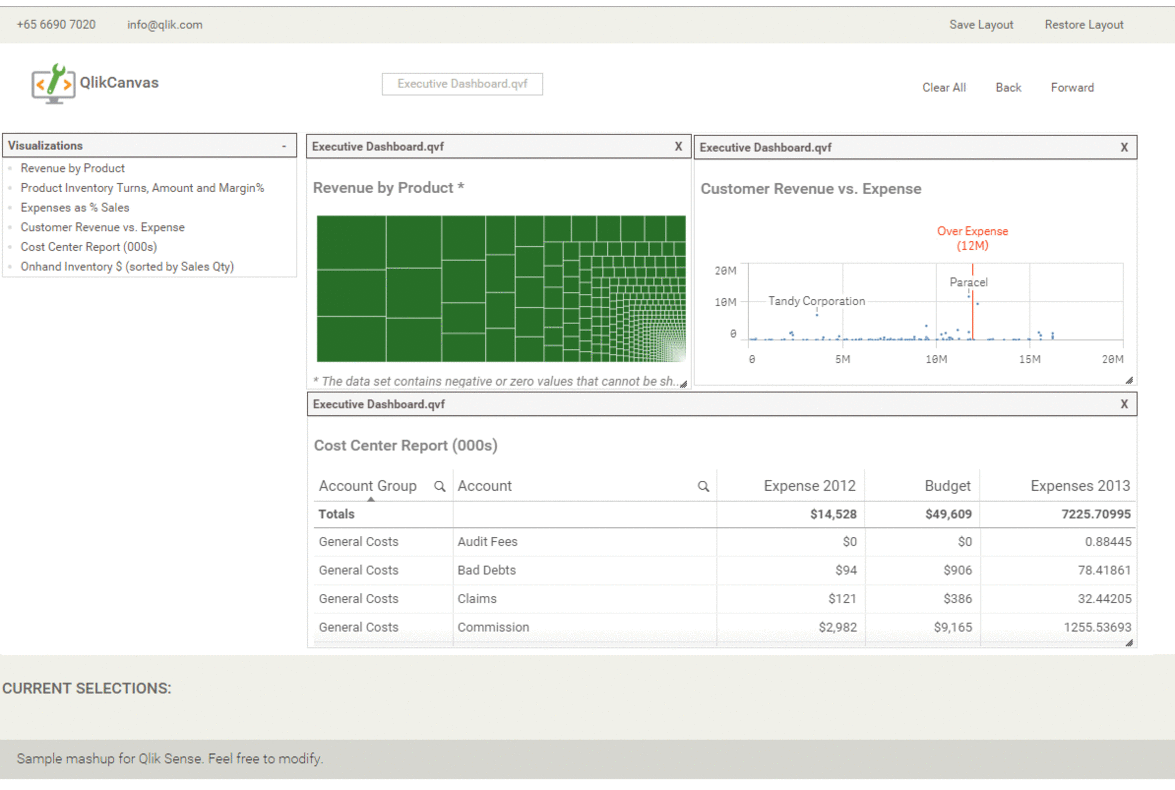 +65 6690 7020 info@qlik.com Save Layout Restore Layout
QlikCanvas
Executive Dashboard.qvf
Clear All Back Forward
Visualizations -
Revenue by Product
Product Inventory Turns, Amount and Margin%
Expenses as % Sales
Customer Revenue vs. Expense
Cost Center Report (000s)
Onhand Inventory $ (sorted by Sales Qty)
Executive Dashboard.qvf X
Revenue by Product *
* The data set contains negative or zero values that cannot be sh...
Executive Dashboard.qvf X
Customer Revenue vs. Expense
Over Expense
(12M)
20M
Paracel
10M
Tandy Corporation
0
0 5M 10M 15M 20M
Executive Dashboard.qvf X
Cost Center Report (000s)
Account Group Account Expense 2012 Budget Expenses 2013
Totals $14,528 $49,609 7225.70995
General Costs Audit Fees $0 $0 0.88445
General Costs Bad Debts $94 $906 78.41861
General Costs Claims $121 $386 32.44205
General Costs Commission $2,982 $9,165 1255.53693
CURRENT SELECTIONS:
Sample mashup for Qlik Sense. Feel free to modify.